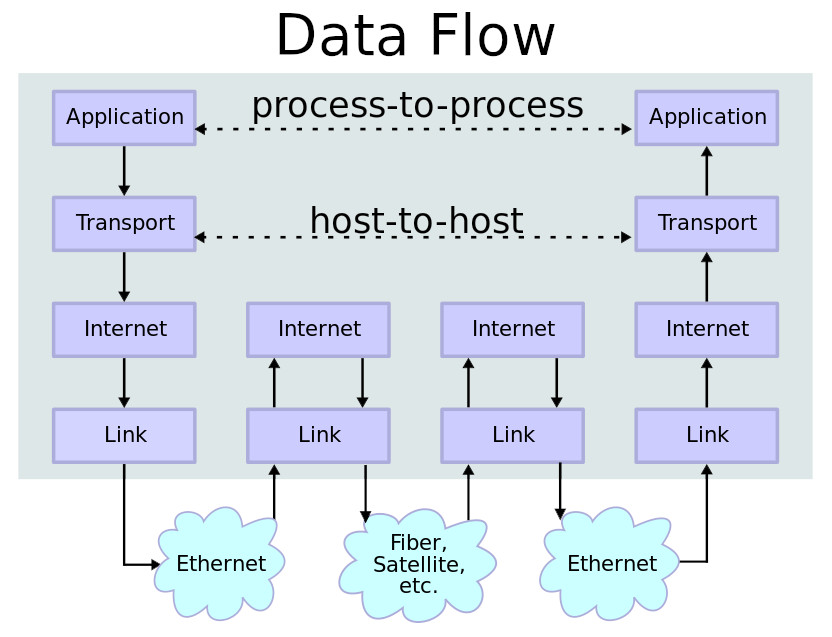 Data Flow
Application
process-to-process
Application
Transport
host-to-host
Transport
Internet
Internet
Internet
Internet
Link
Link
Link
Link
Ethernet
Fiber,
Satellite,
etc.
Ethernet